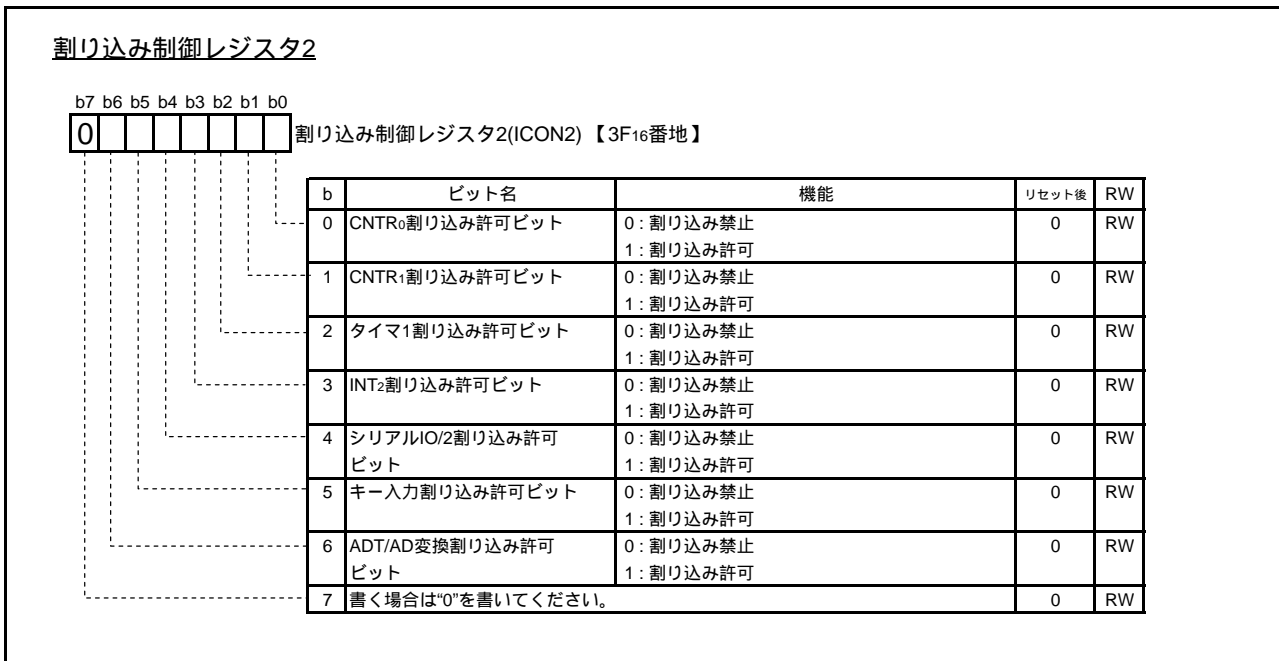 割り込み制御レジスタ2
b7 b6 b5 b4 b3 b2 b1 b0
0 割り込み制御レジスタ2(ICON2) 【3F16番地】
b ビット名 機能 リセット後 RW
0 CNTR0割り込み許可ビット 0 : 割り込み禁止 0 RW
1 : 割り込み許可
1 CNTR1割り込み許可ビット 0 : 割り込み禁止 0 RW
1 : 割り込み許可
2 タイマ1割り込み許可ビット 0 : 割り込み禁止 0 RW
1 : 割り込み許可
3 INT2割り込み許可ビット 0 : 割り込み禁止 0 RW
1 : 割り込み許可
4 シリアルIO/2割り込み許可 0 : 割り込み禁止 0 RW
ビット 1 : 割り込み許可
5 キー入力割り込み許可ビット 0 : 割り込み禁止 0 RW
1 : 割り込み許可
6 ADT/AD変換割り込み許可 0 : 割り込み禁止 0 RW
ビット 1 : 割り込み許可
7 書く場合は“0”を書いてください。 0 RW